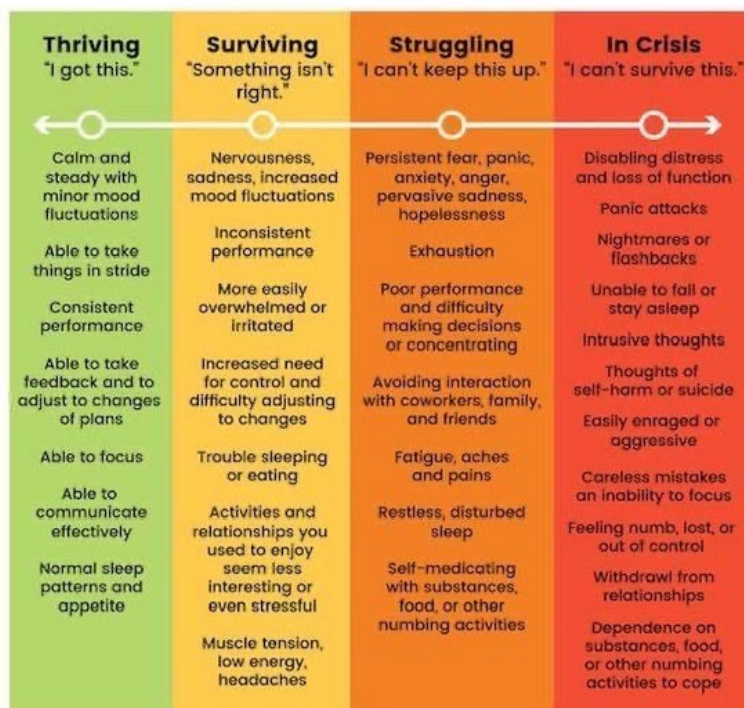 Thriving
"I got this."
Calm and
steady with
minor mood
fluctuations
Able to take
things in stride
Consistent
performance
Able to take
feedback and to
adjust to changes
of plans
Able to focus
Able to
communicate
effectively
Normal sleep
patterns and
appetite
Surviving
"Something isn't
right."
Nervousness,
sadness, increased
mood fluctuations
Inconsistent
performance
More easily
overwhelmed or
irritated
Increased need
for control and
difficulty adjusting
to changes
Trouble sleeping
or eating
Activities and
relationships you
used to enjoy
seem less
interesting or
even stressful
Muscle tension,
low energy,
headaches
Struggling
"I can't keep this up."
Persistent fear, panic,
anxiety, anger,
pervasive sadness,
hopelessness
Exhaustion
Poor performance
and difficulty
making decisions
or concentrating
Avoiding interaction
with coworkers, family,
and friends
Fatigue, aches
and pains
Restless, disturbed
sleep
Self-medicating
with substances,
food, or other
numbing activities
In Crisis
"I can't survive this."
Disabling distress
and loss of function
Panic attacks
Nightmares or
flashbacks
Unable to fall or
stay asleep
Intrusive thoughts
Thoughts of
self-harm or suicide
Easily enraged or
aggressive
Careless mistakes
an inability to focus
Feeling numb, lost, or
out of control
Withdrawl from
relationships
Dependence on
substances, food,
or other numbing
activities to cope